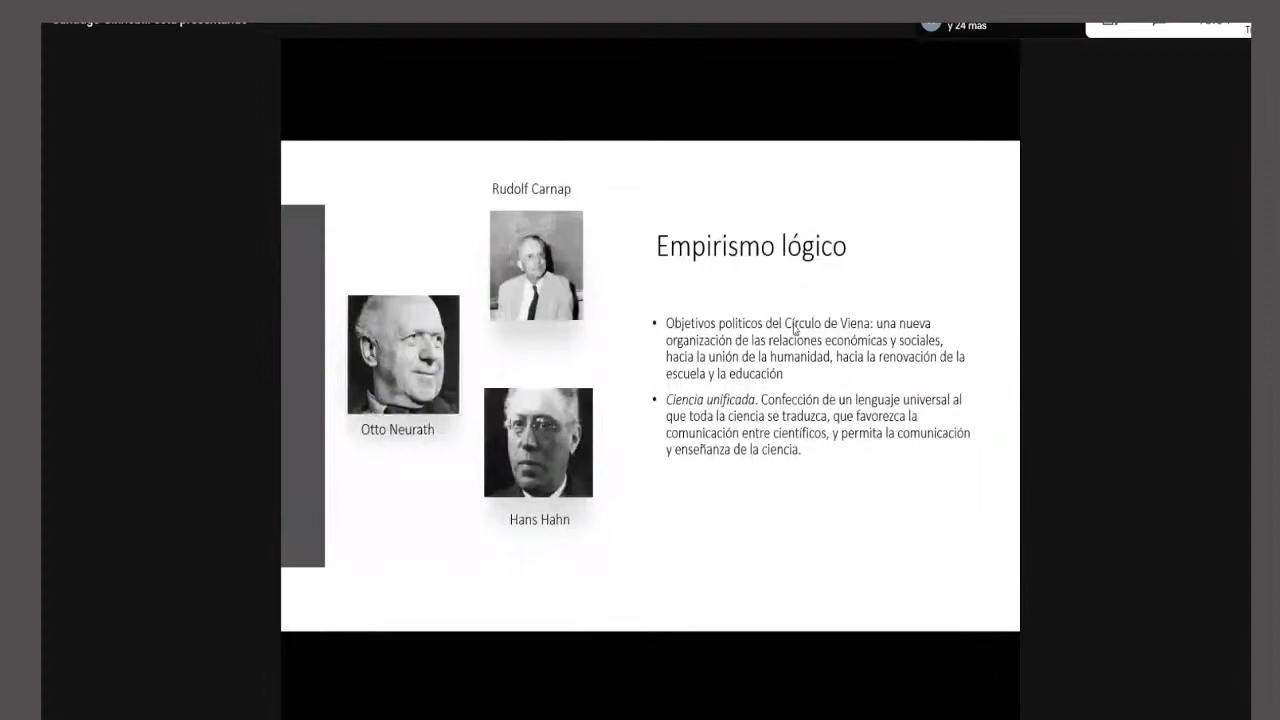 y 24 más
Rudolf Carnap
Otto Neurath
Hans Hahn
Empirismo lógico
• Objetivos politicos del Círculo de Viena: una nueva
organización de las relaciones económicas y sociales,
hacia la unión de la humanidad, hacia la renovación de la
escuela y la educación
• Ciencia unificada. Confección de un lenguaje universal al
que toda la ciencia se traduzca, que favorezca la
comunicación entre científicos, y permita la comunicación
y enseñanza de la ciencia.